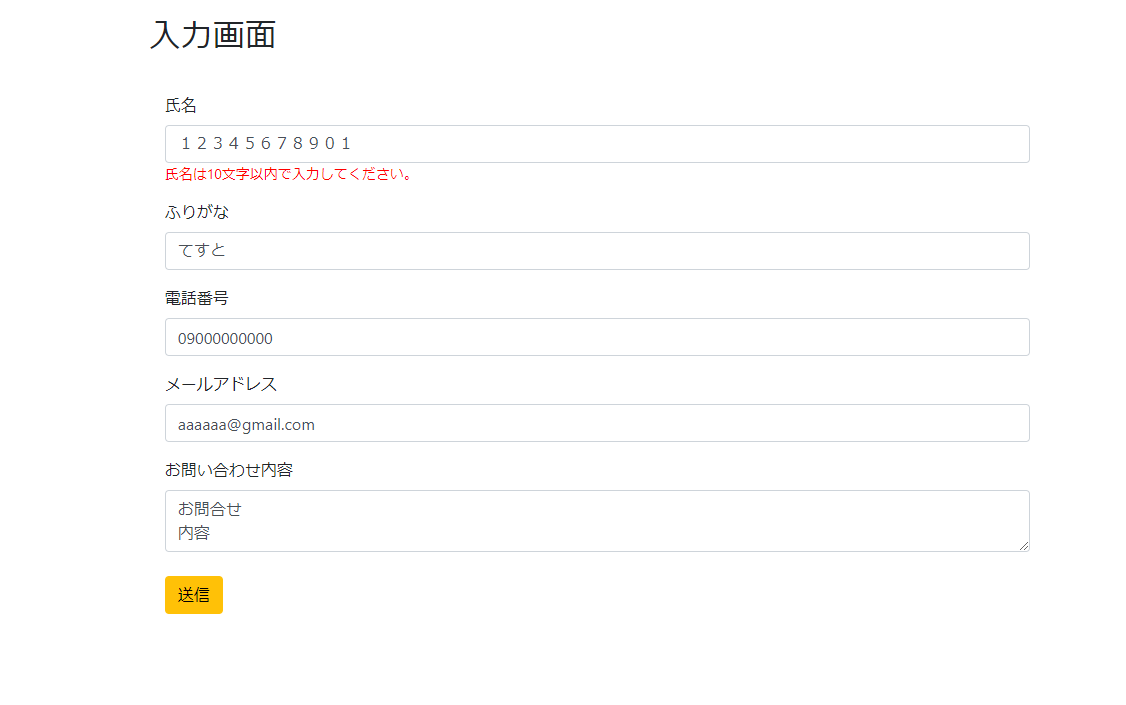 入力画面
氏名
１２３４５６７８９０１
氏名は10文字以内で入力してください。
ふりがな
てすと
電話番号
09000000000
メールアドレス
aaaaaa@gmail.com
お問い合わせ内容
お問合せ
内容
送信